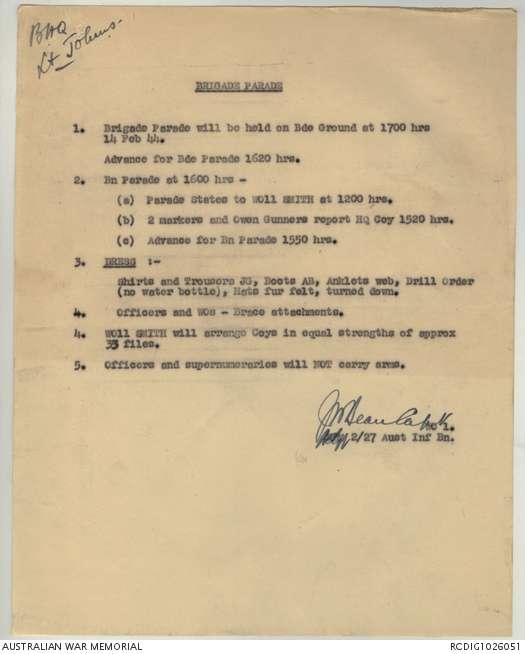 BHQ
Lt Johns.
BRIGADE PARADE
1. Brigade Parade will be held on Bde Ground at 1700 hrs
14 Feb 44.
Advance for Bde Parade 1620 hrs.
2. Bn Parade at 1600 hrs -
(a) Parade States to WOll SMITH at 1200 hrs.
(b) 2 markers and Owen Gunners report HQ Coy 1520 hrs.
(c) Advance for Bn Parade 1550 hrs.
3. DRESS :-
Shirts and Trousers JG, Boots AB, Anklets web, Drill Order
(no water bottle), Hats fur felt, turned down.
4. Officers and WOs - Brace attachments.
4. WOll SMITH will arrange Coys in equal strengths of approx
33 files.
5. Officers and supernumeraries will NOT carry arms.
2/27 Aust Inf Bn.
AUSTRALIAN WAR MEMORIAL
RCDIG1026051